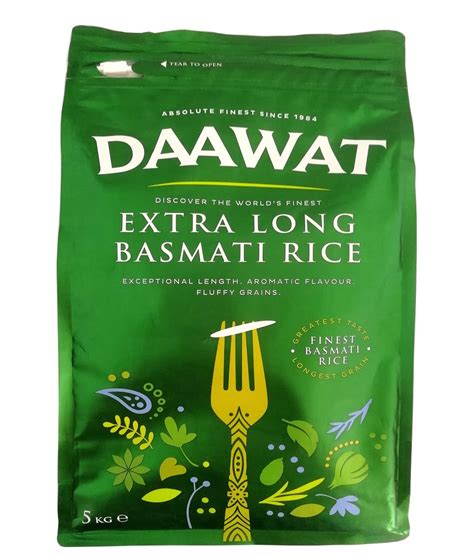 TEAR TO OPEN
ABSOLUTE FINEST SINCE 1984
DAAWAT
DISCOVER THE WORLD'S FINEST
EXTRA LONG
BASMATI RICE
EXCEPTIONAL LENGTH. AROMATIC FLAVOUR.
FLUFFY GRAINS.
GREATEST TASTE
FINEST
BASMATI
RICE
LONGEST GRAIN
5 KG ℮